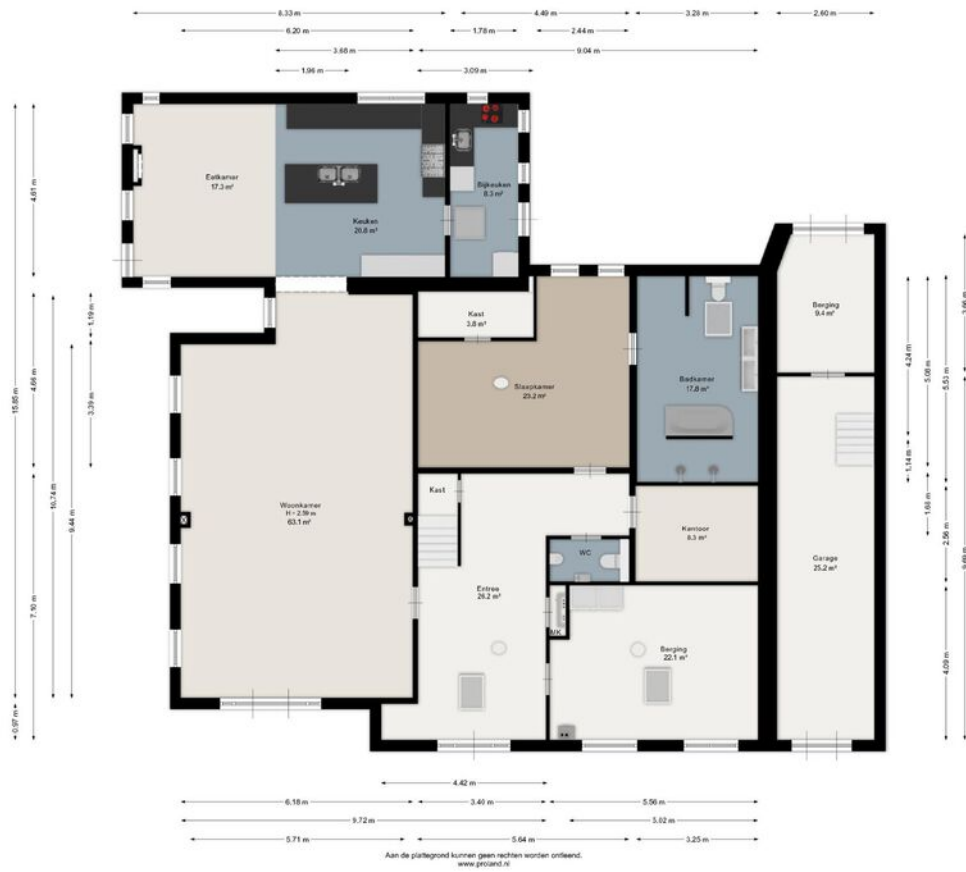 8.33 m
4.49 m
3.28 m
2.60 m
6.20 m
1.78 m
2.44 m
3.68 m
9.04 m
1.96 m
3.09 m
Eetkamer
17.3 m²
Keuken
20.8 m²
Bijkeuken
8.3 m²
Kast
3.8 m²
Slaapkamer
23.2 m²
Badkamer
17.8 m²
Berging
9.4 m²
Woonkamer
H = 2.59 m
63.1 m²
Kast
Kantoor
8.3 m²
WC
Garage
25.2 m²
Entree
26.2 m²
MK
Berging
22.1 m²
15.85 m
0.97 m
4.61 m
4.66 m
7.10 m
10.74 m
9.44 m
1.19 m
3.39 m
4.24 m
1.14 m
5.08 m
1.68 m
5.53 m
2.56 m
4.09 m
3.66 m
9.69 m
4.42 m
6.18 m
3.40 m
5.56 m
9.72 m
5.02 m
5.71 m
5.64 m
3.25 m
Aan de plattegrond kunnen geen rechten worden ontleend.
www.proland.nl